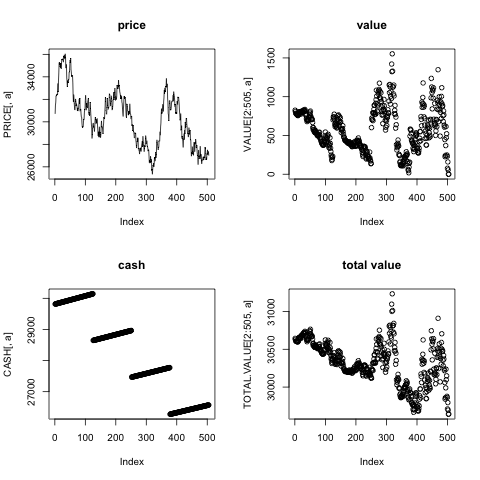 price
PRICE[, a]
34000
30000
26000
0 100 200 300 400 500
Index
value
VALUE[2:505, a]
1500
1000
500
0
0 100 200 300 400 500
Index
cash
CASH[, a]
29000
27000
0 100 200 300 400 500
Index
total value
TOTAL.VALUE[2:505, a]
31000
30500
30000
0 100 200 300 400 500
Index